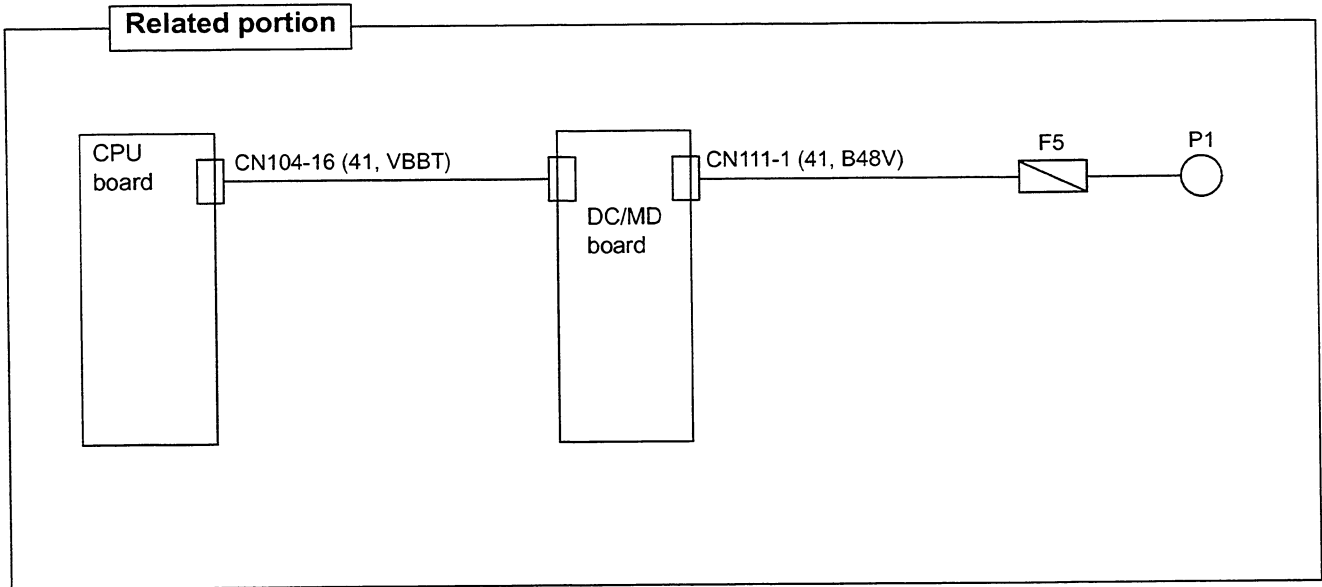 Related portion
CPU
board
CN104-16 (41, VBBT)
DC/MD
board
CN111-1 (41, B48V)
F5
P1